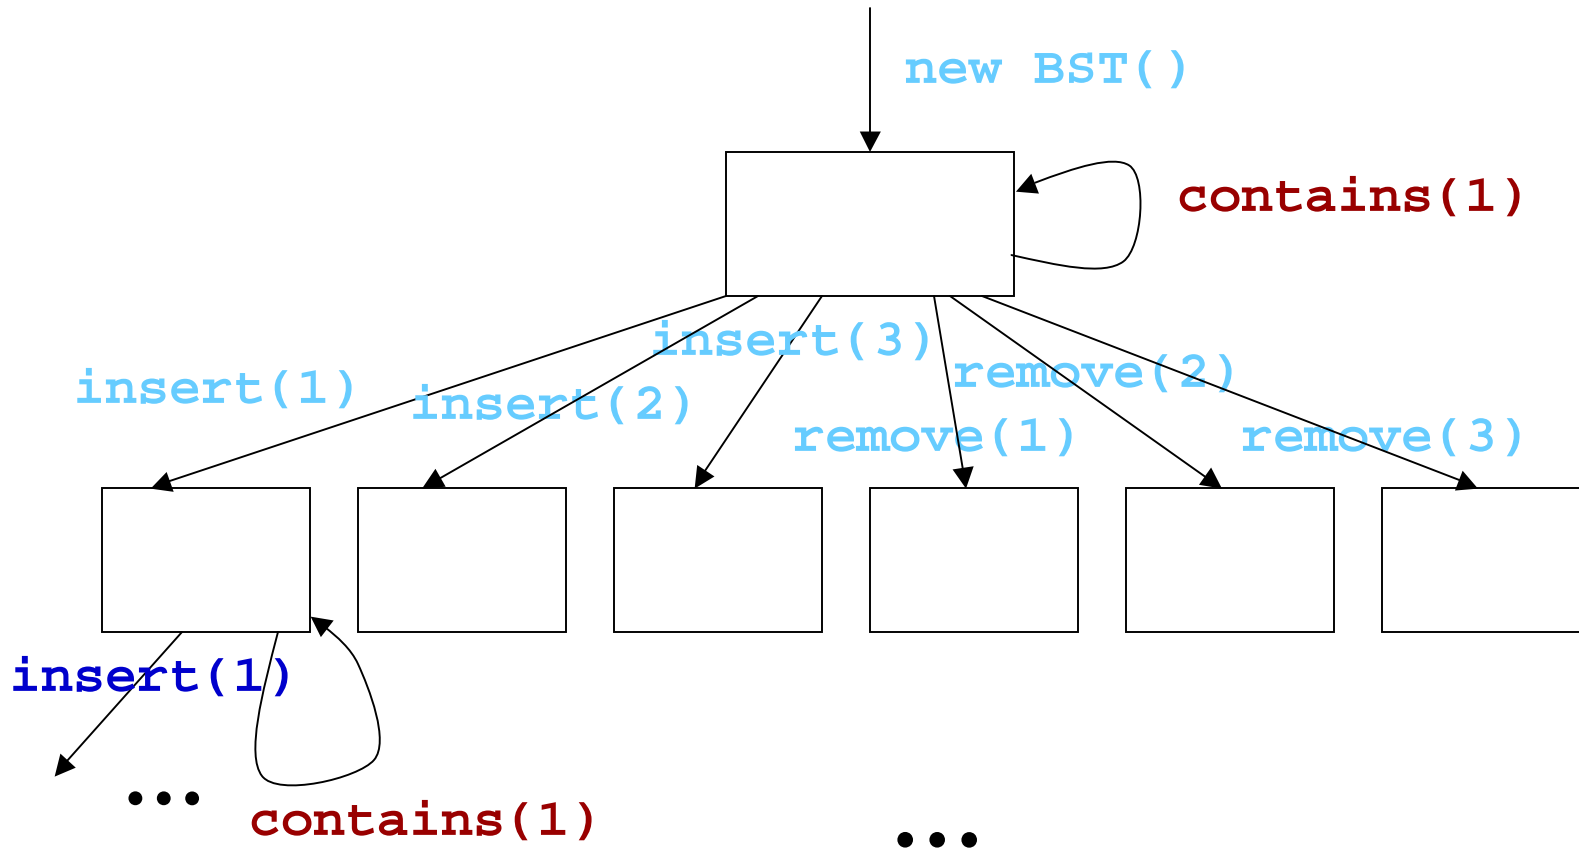 new BST()
contains(1)
insert(3)
remove(2)
insert(1)
insert(2)
remove(1)
remove(3)
insert(1)
...
contains(1)
...